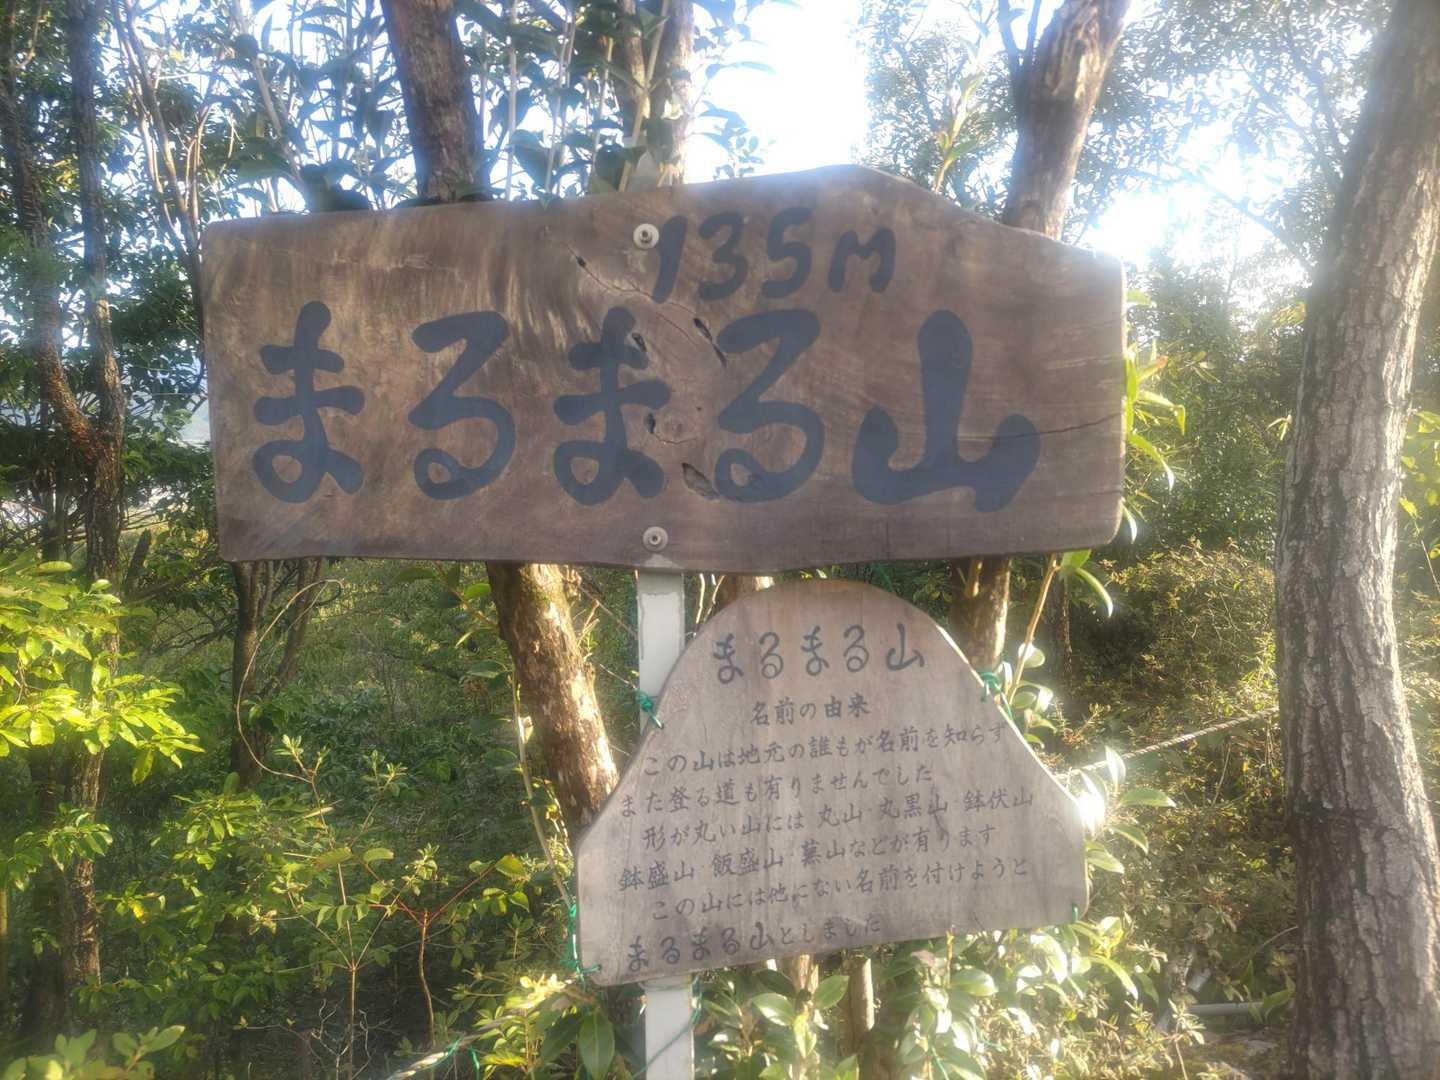 135m
まるまる山
まるまる山
名前の由来
この山は地元の誰もが名前を知らず
また登る道も有りませんでした
形が丸い山には 丸山・丸黒山・鉢伏山
鉢盛山・飯盛山・藁山などが有ります
この山には他にない名前を付けようと
まるまる山としました